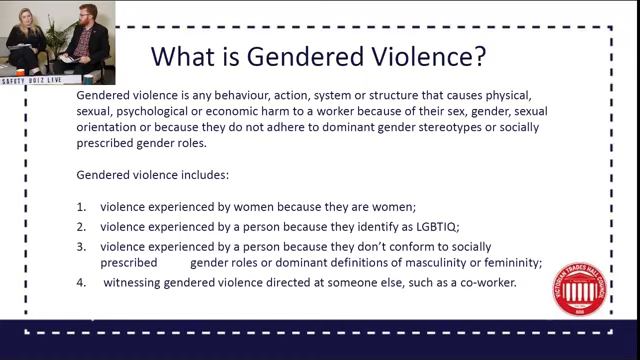 SAFETY QUIZ LIVE
What is Gendered Violence?
Gendered violence is any behaviour, action, system or structure that causes physical,
sexual, psychological or economic harm to a worker because of their sex, gender, sexual
orientation or because they do not adhere to dominant gender stereotypes or socially
prescribed gender roles.
Gendered violence includes:
1. violence experienced by women because they are women;
2. violence experienced by a person because they identify as LGBTIQ;
3. violence experienced by a person because they don't conform to socially
prescribed gender roles or dominant definitions of masculinity or femininity;
4. witnessing gendered violence directed at someone else, such as a co-worker.
VICTORIAN TRADES HALL COUNCIL